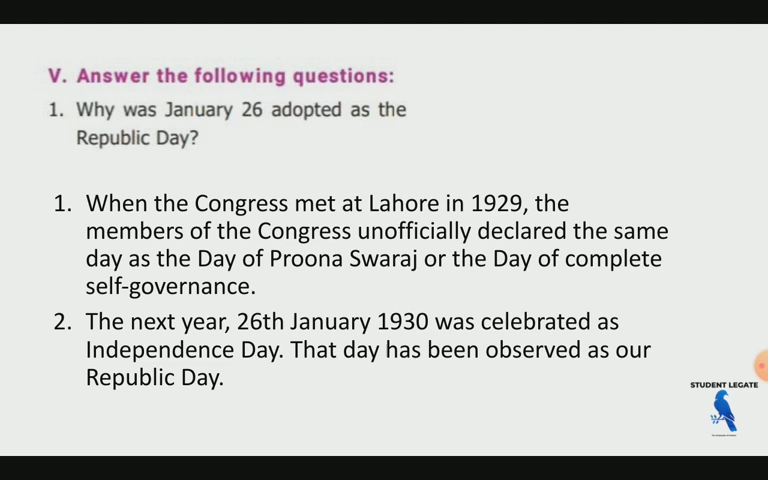 V. Answer the following questions:
1. Why was January 26 adopted as the
Republic Day?
1. When the Congress met at Lahore in 1929, the
members of the Congress unofficially declared the same
day as the Day of Proona Swaraj or the Day of complete
self-governance.
2. The next year, 26th January 1930 was celebrated as
Independence Day. That day has been observed as our
Republic Day.
STUDENT LEGATE